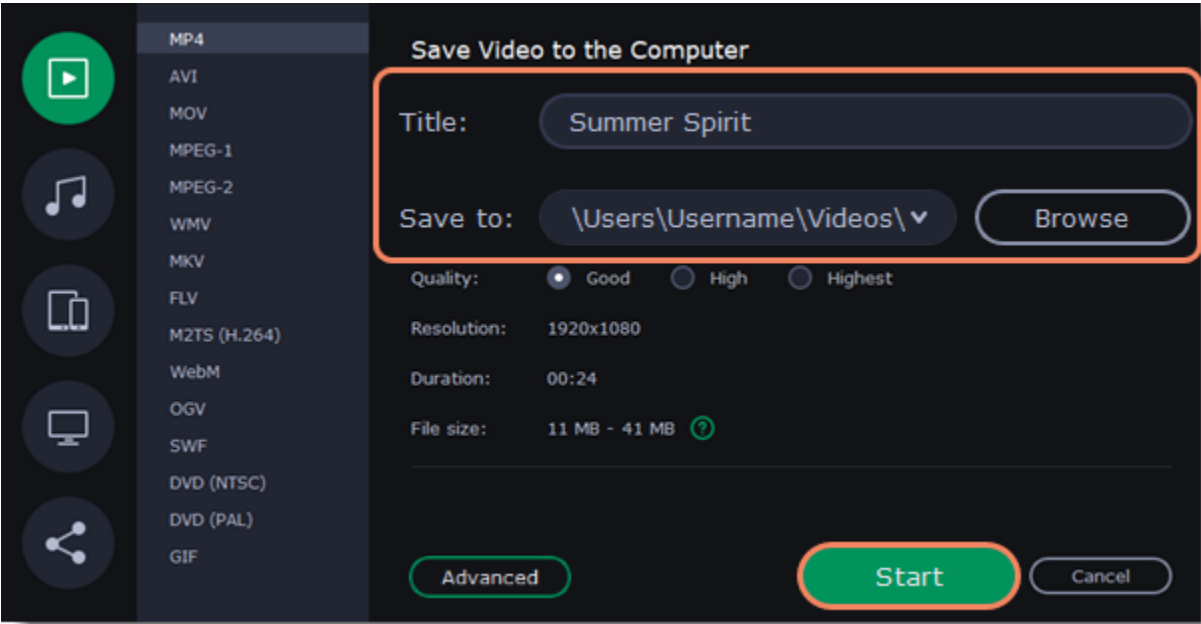 MP4
AVI
MOV
MPEG-1
MPEG-2
WMV
MKV
FLV
M2TS (H.264)
WebM
OGV
SWF
DVD (NTSC)
DVD (PAL)
GIF
Save Video to the Computer
Title: Summer Spirit
Save to: \Users\Username\Videos\ Browse
Quality: Good High Highest
Resolution: 1920x1080
Duration: 00:24
File size: 11 MB - 41 MB ?
Advanced Start Cancel